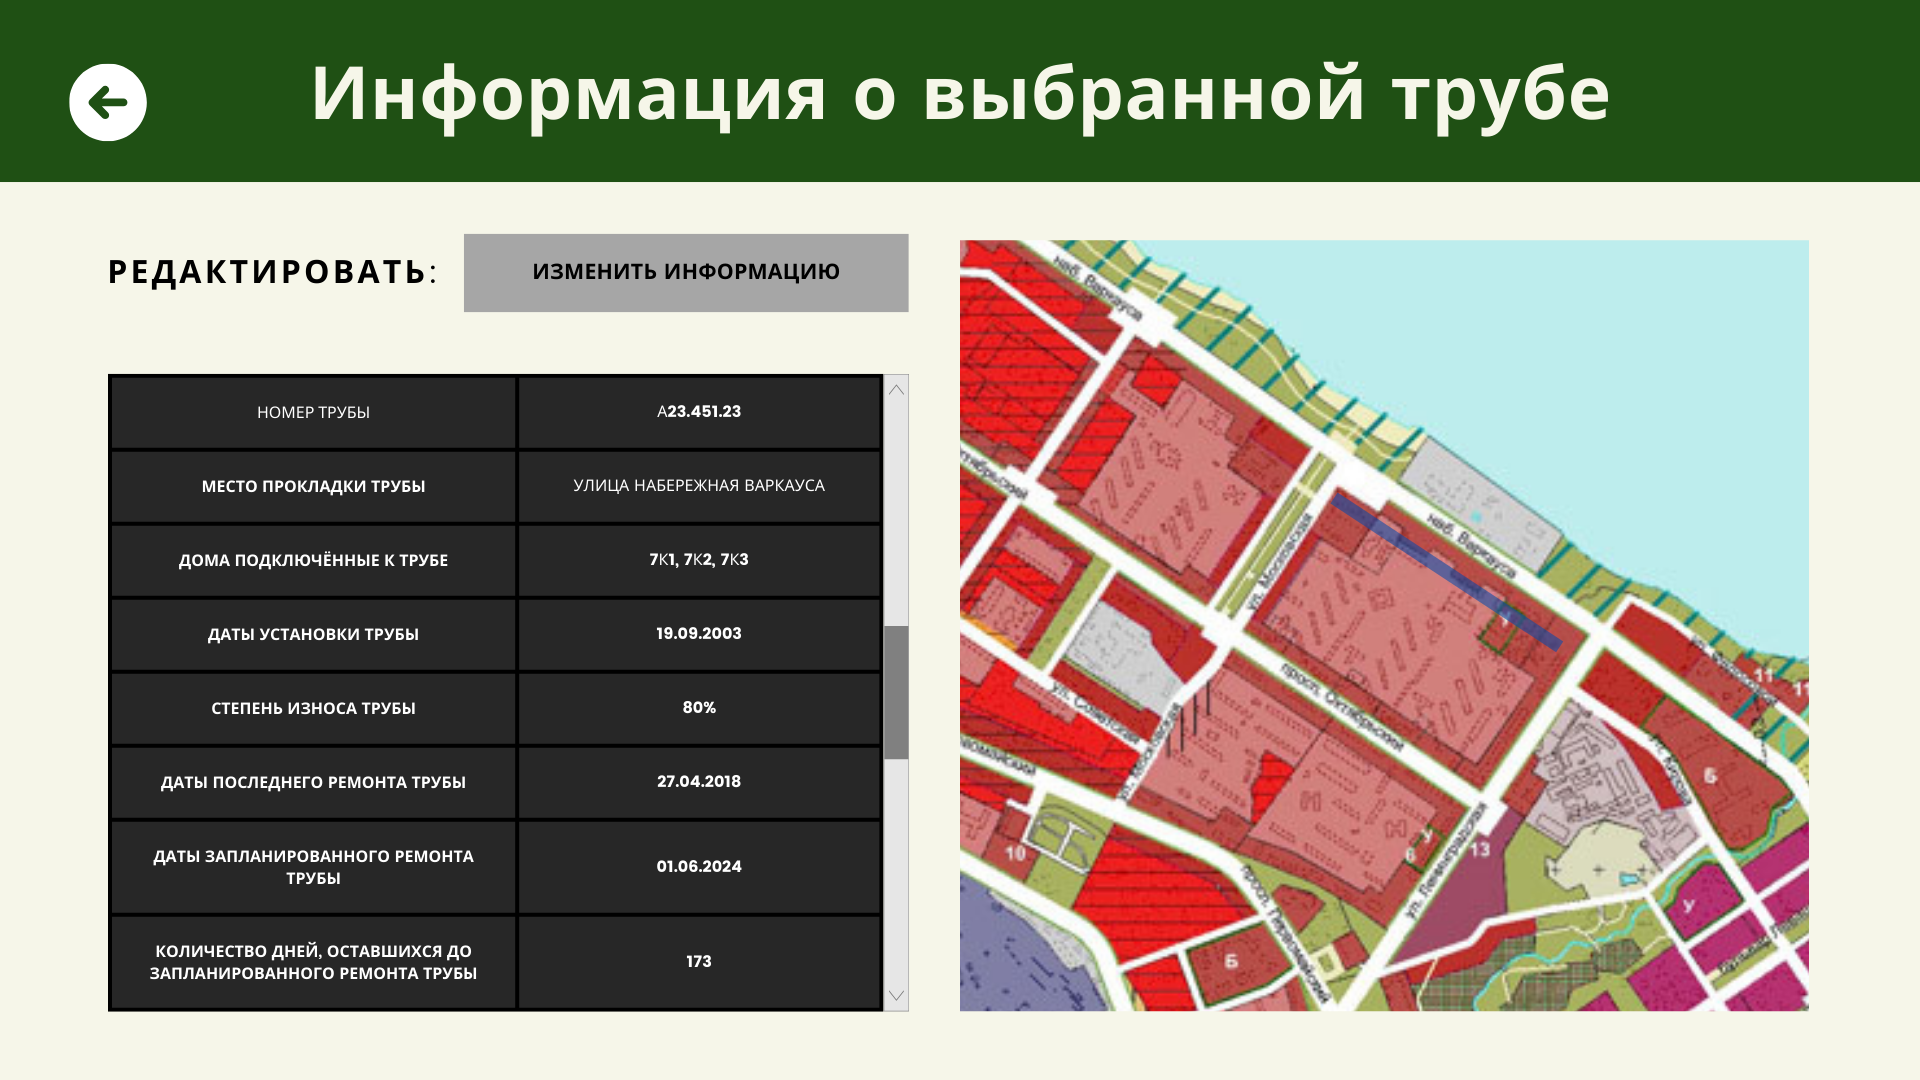 Информация о выбранной трубе
РЕДАКТИРОВАТЬ:
ИЗМЕНИТЬ ИНФОРМАЦИЮ
НОМЕР ТРУБЫ
А23.451.23
МЕСТО ПРОКЛАДКИ ТРУБЫ
УЛИЦА НАБЕРЕЖНАЯ ВАРКАУСА
ДОМА ПОДКЛЮЧЁННЫЕ К ТРУБЕ
7К1, 7К2, 7К3
ДАТЫ УСТАНОВКИ ТРУБЫ
19.09.2003
СТЕПЕНЬ ИЗНОСА ТРУБЫ
80%
ДАТЫ ПОСЛЕДНЕГО РЕМОНТА ТРУБЫ
27.04.2018
ДАТЫ ЗАПЛАНИРОВАННОГО РЕМОНТА
ТРУБЫ
01.06.2024
КОЛИЧЕСТВО ДНЕЙ, ОСТАВШИХСЯ ДО
ЗАПЛАНИРОВАННОГО РЕМОНТА ТРУБЫ
173
наб. Варкауса
наб. Варкауса
ул. Московская
просп. Октябрьский
ул. Советская
ул. Московская
ул. Ленинградская
просп. Первомайский
ул. Кирова
10
13
11
11
6
У
Б
Б
У